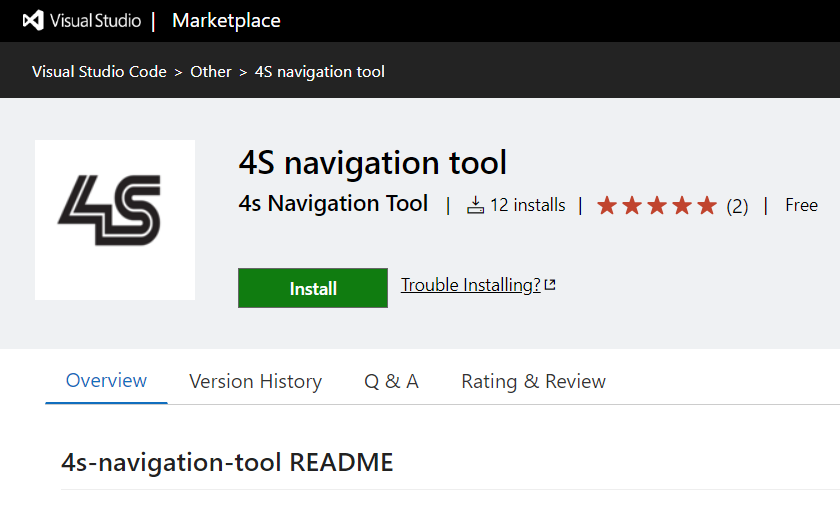 Visual Studio | Marketplace
Visual Studio Code > Other > 4S navigation tool
4S
4S navigation tool
4s Navigation Tool | 12 installs | (2) | Free
Install Trouble Installing?
Overview Version History Q & A Rating & Review
4s-navigation-tool README